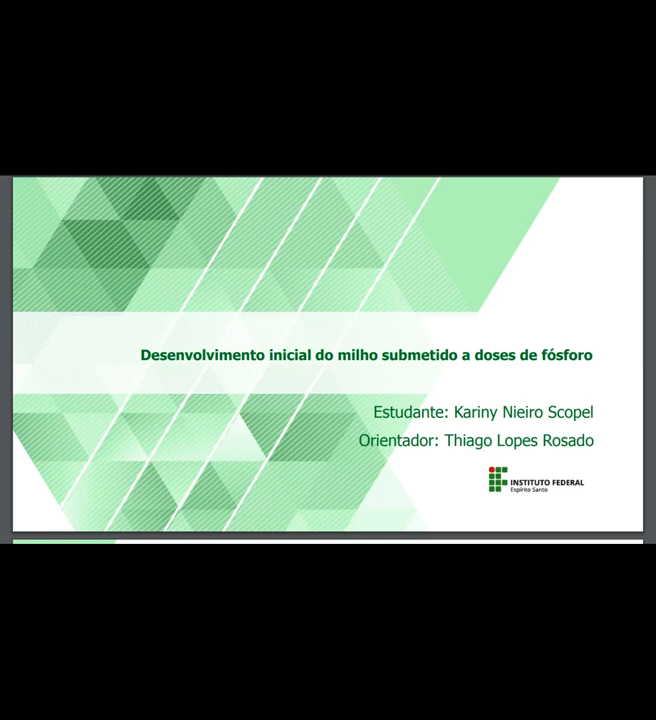 Desenvolvimento inicial do milho submetido a doses de fósforo
Estudante: Kariny Nieiro Scopel
Orientador: Thiago Lopes Rosado
INSTITUTO FEDERAL
Espírito Santo